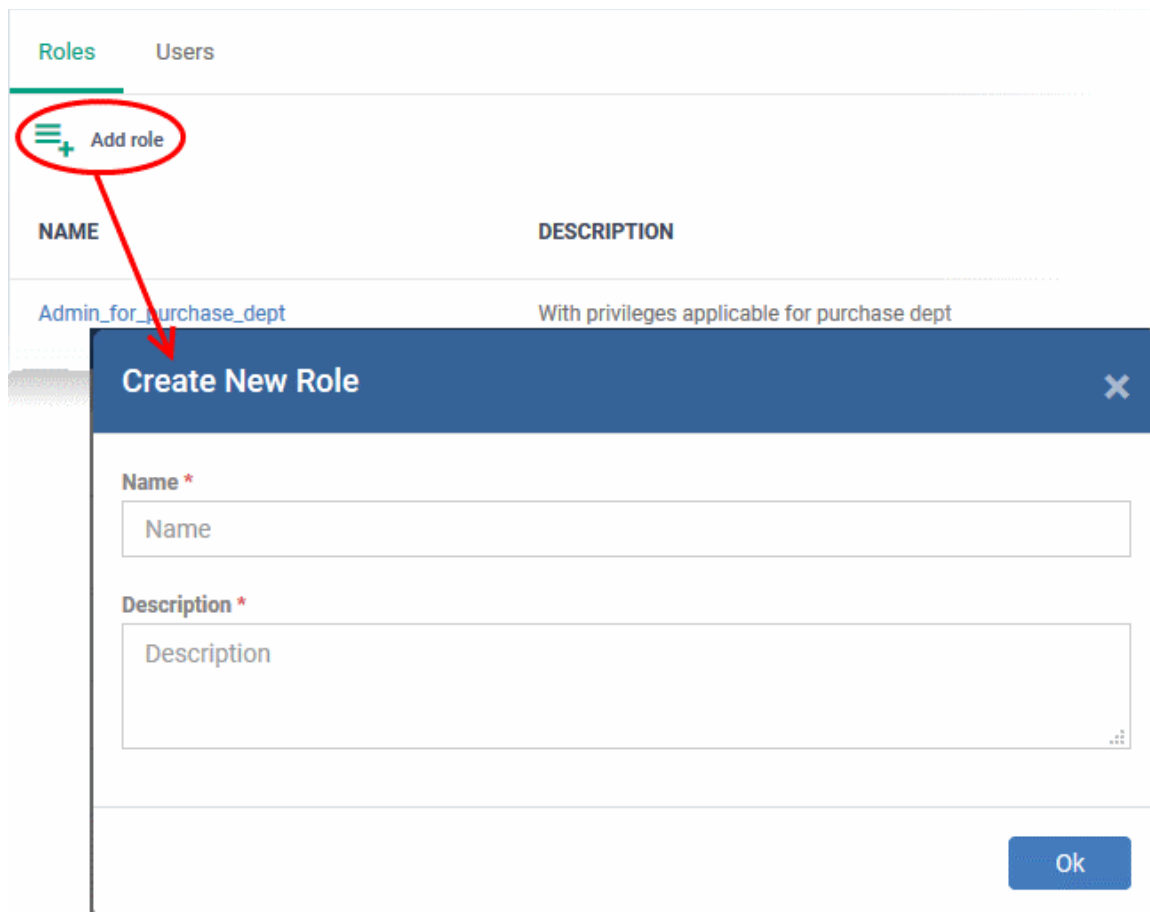 Roles Users
Add role
NAME DESCRIPTION
Admin_for_purchase_dept With privileges applicable for purchase dept
Create New Role ×
Name *
Name
Description *
Description
Ok